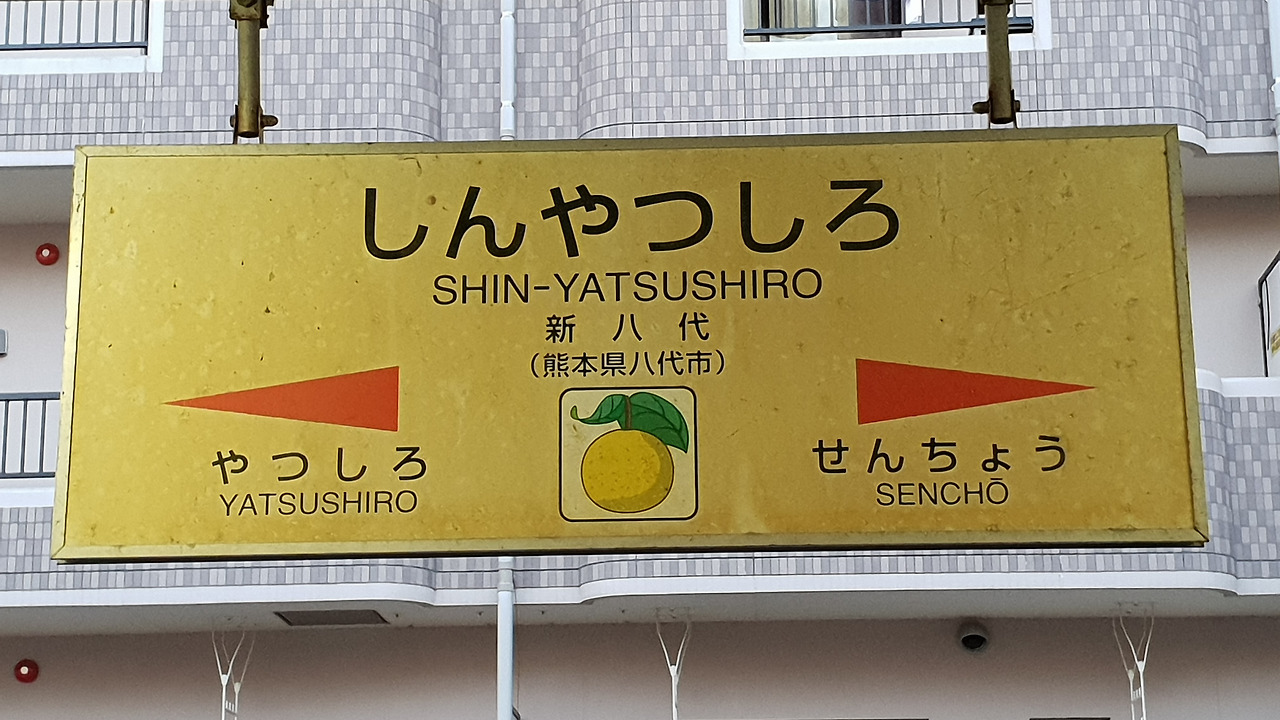 しんやつしろ
SHIN-YATSUSHIRO
新 八 代
（熊本県八代市）
やつしろ
YATSUSHIRO
せんちょう
SENCHŌ